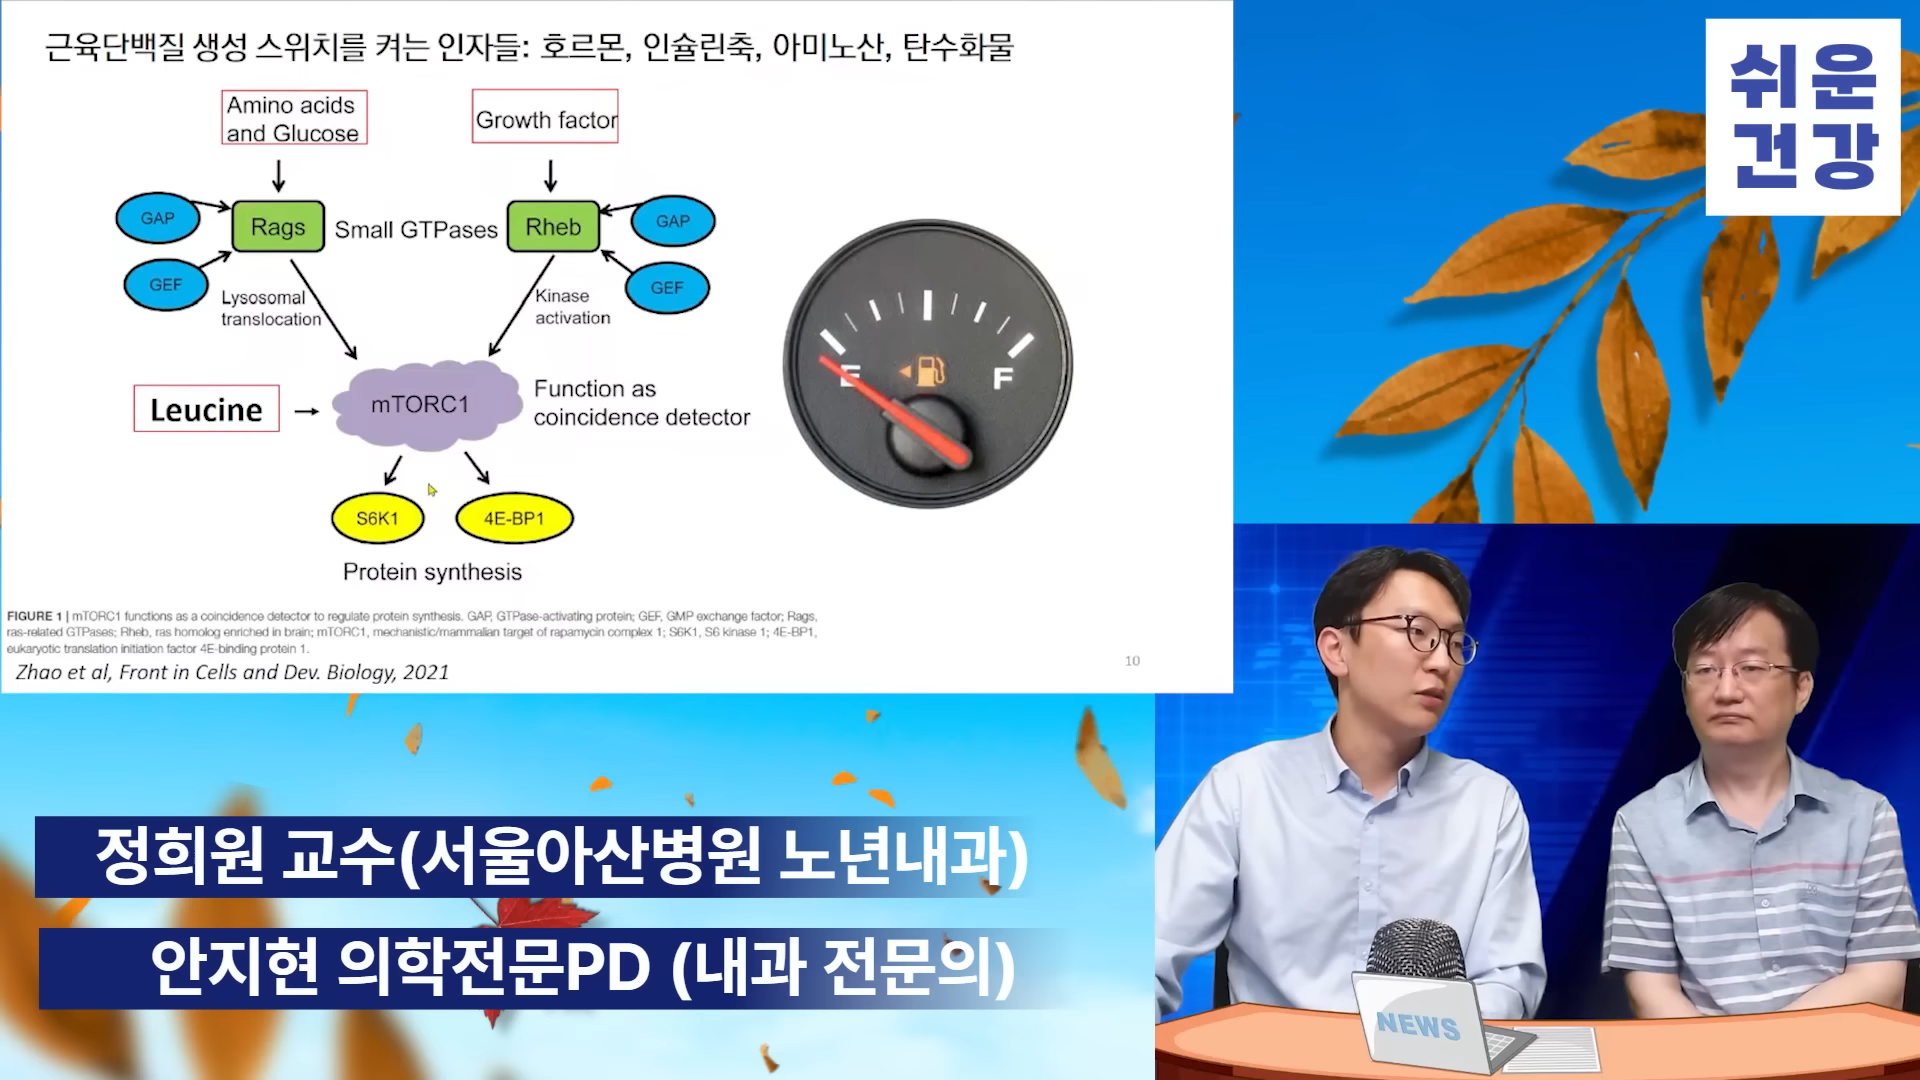 근육단백질 생성 스위치를 켜는 인자들: 호르몬, 인슐린축, 아미노산, 탄수화물
Amino acids
and Glucose
Growth factor
GAP
Rags
Small GTPases
Rheb
GAP
GEF
GEF
Lysosomal
translocation
Kinase
activation
Leucine
mTORC1
Function as
coincidence detector
S6K1
4E-BP1
Protein synthesis
E
F
FIGURE 1 | mTORC1 functions as a coincidence detector to regulate protein synthesis. GAP, GTPase-activating protein; GEF, GMP exchange factor; Rags,
ras-related GTPases; Rheb, ras homolog enriched in brain; mTORC1, mechanistic/mammalian target of rapamycin complex 1; S6K1, S6 kinase 1; 4E-BP1,
eukaryotic translation initiation factor 4E-binding protein 1.
Zhao et al, Front in Cells and Dev. Biology, 2021
10
쉬운
건강
정희원 교수(서울아산병원 노년내과)
안지현 의학전문PD (내과 전문의)
NEWS